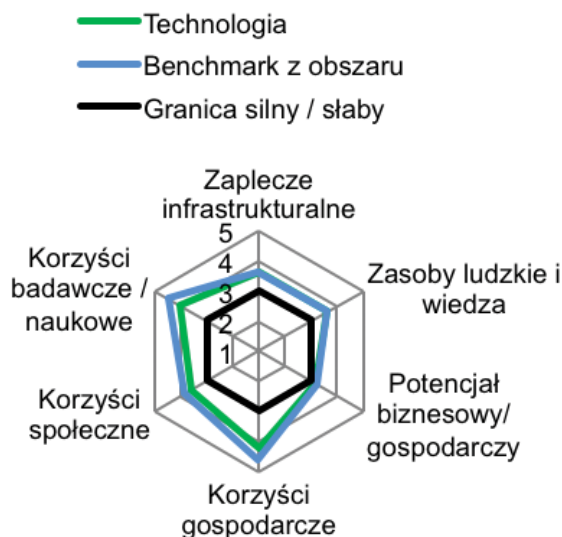 Technologia
Benchmark z obszaru
Granica silny / słaby
Zaplecze
infrastrukturalne
5
4
3
2
1
Zasoby ludzkie i
wiedza
Potencjał
biznesowy/
gospodarczy
Korzyści
gospodarcze
Korzyści
społeczne
Korzyści
badawcze /
naukowe